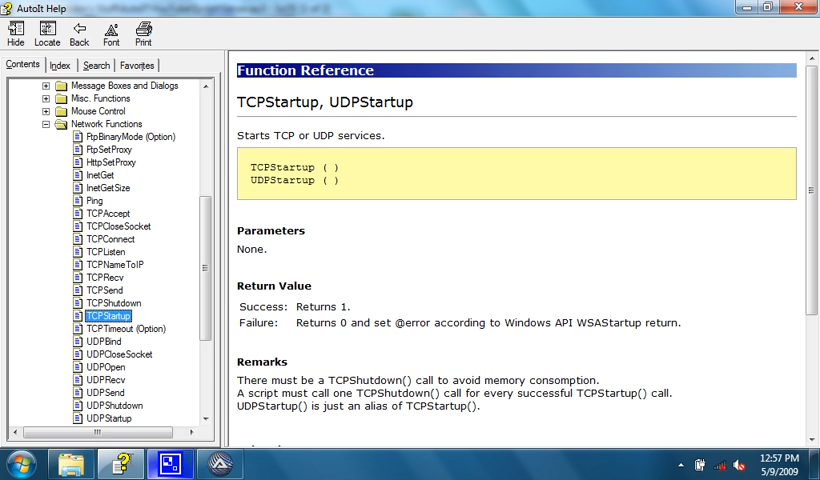 AutoIt Help
Hide
Locate
Back
Font
Print
Contents
Index
Search
Favorites
Message Boxes and Dialogs
Misc. Functions
Mouse Control
Network Functions
FtpBinaryMode (Option)
FtpSetProxy
HttpSetProxy
InetGet
InetGetSize
Ping
TCPAccept
TCPCloseSocket
TCPConnect
TCPListen
TCPNameToIP
TCPRecv
TCPSend
TCPShutdown
TCPStartup
TCPTimeout (Option)
UDPBind
UDPCloseSocket
UDPOpen
UDPRecv
UDPSend
UDPShutdown
UDPStartup
Function Reference
TCPStartup, UDPStartup
Starts TCP or UDP services.
TCPStartup ( )
UDPStartup ( )
Parameters
None.
Return Value
Success: Returns 1.
Failure: Returns 0 and set @error according to Windows API WSAStartup return.
Remarks
There must be a TCPShutdown() call to avoid memory consomption.
A script must call one TCPShutdown() call for every successful TCPStartup() call.
UDPStartup() is just an alias of TCPStartup().
12:57 PM
5/9/2009